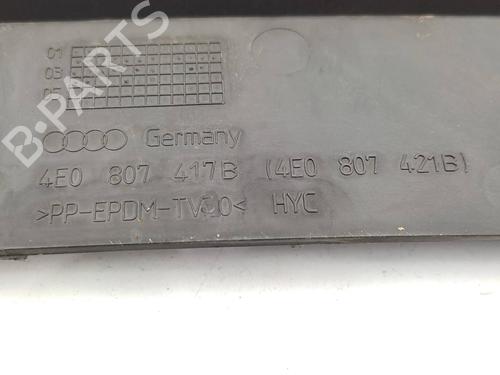 01
03
05
Germany
4E0 807 417B (4E0 807 421B)
>PP-EPDM-TV20< HYC
B-PARTS